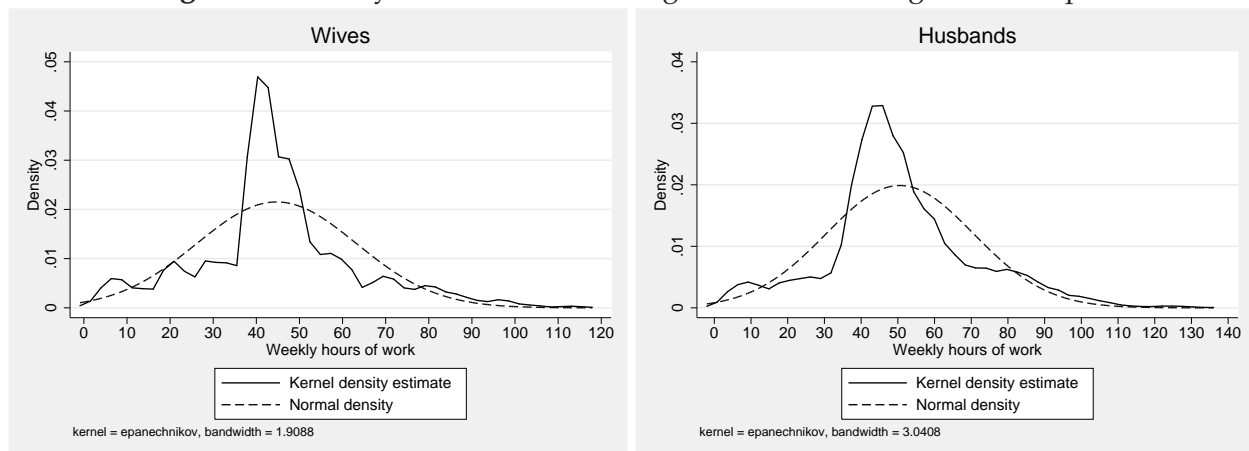 Wives
.05
.04
.03
.02
.01
0
Density
0 10 20 30 40 50 60 70 80 90 100 110 120
Weekly hours of work
Kernel density estimate
Normal density
kernel = epanechnikov, bandwidth = 1.9088
Husbands
.04
.03
.02
.01
0
Density
0 10 20 30 40 50 60 70 80 90 100 110 120 130 140
Weekly hours of work
Kernel density estimate
Normal density
kernel = epanechnikov, bandwidth = 3.0408